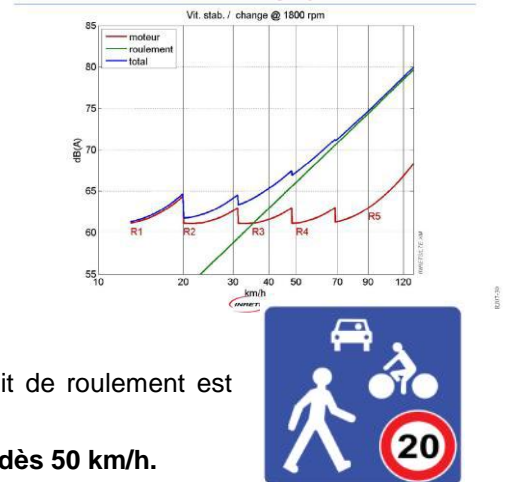 Vit. stab. / change @ 1800 rpm
dB(A)
85
80
75
70
65
60
55
moteur
roulement
total
R1
R2
R3
R4
R5
10
20
30
40
50
70
90
120
km/h
INRETS
20
it de roulement est
dès 50 km/h.